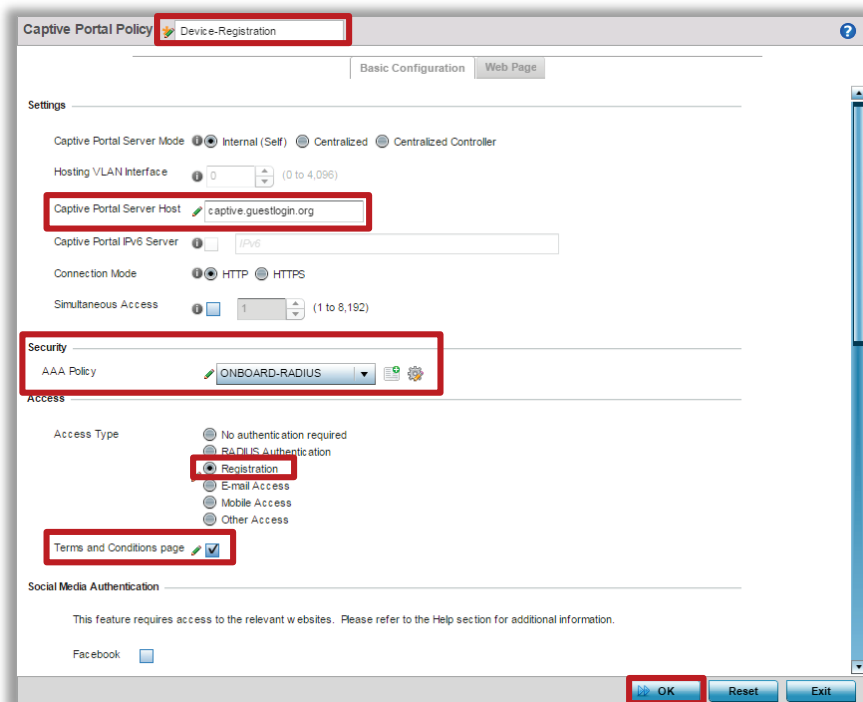 Captive Portal Policy Device-Registration ?
Basic Configuration Web Page
Settings
Captive Portal Server Mode Internal (Self) Centralized Centralized Controller
Hosting VLAN Interface 0 (0 to 4,096)
Captive Portal Server Host captive.guestlogin.org
Captive Portal IPv6 Server IPv6
Connection Mode HTTP HTTPS
Simultaneous Access 1 (1 to 8,192)
Security
AAA Policy ONBOARD-RADIUS
Access
Access Type No authentication required
RADIUS Authentication
Registration
E-mail Access
Mobile Access
Other Access
Terms and Conditions page
Social Media Authentication
This feature requires access to the relevant websites. Please refer to the Help section for additional information.
Facebook
OK Reset Exit